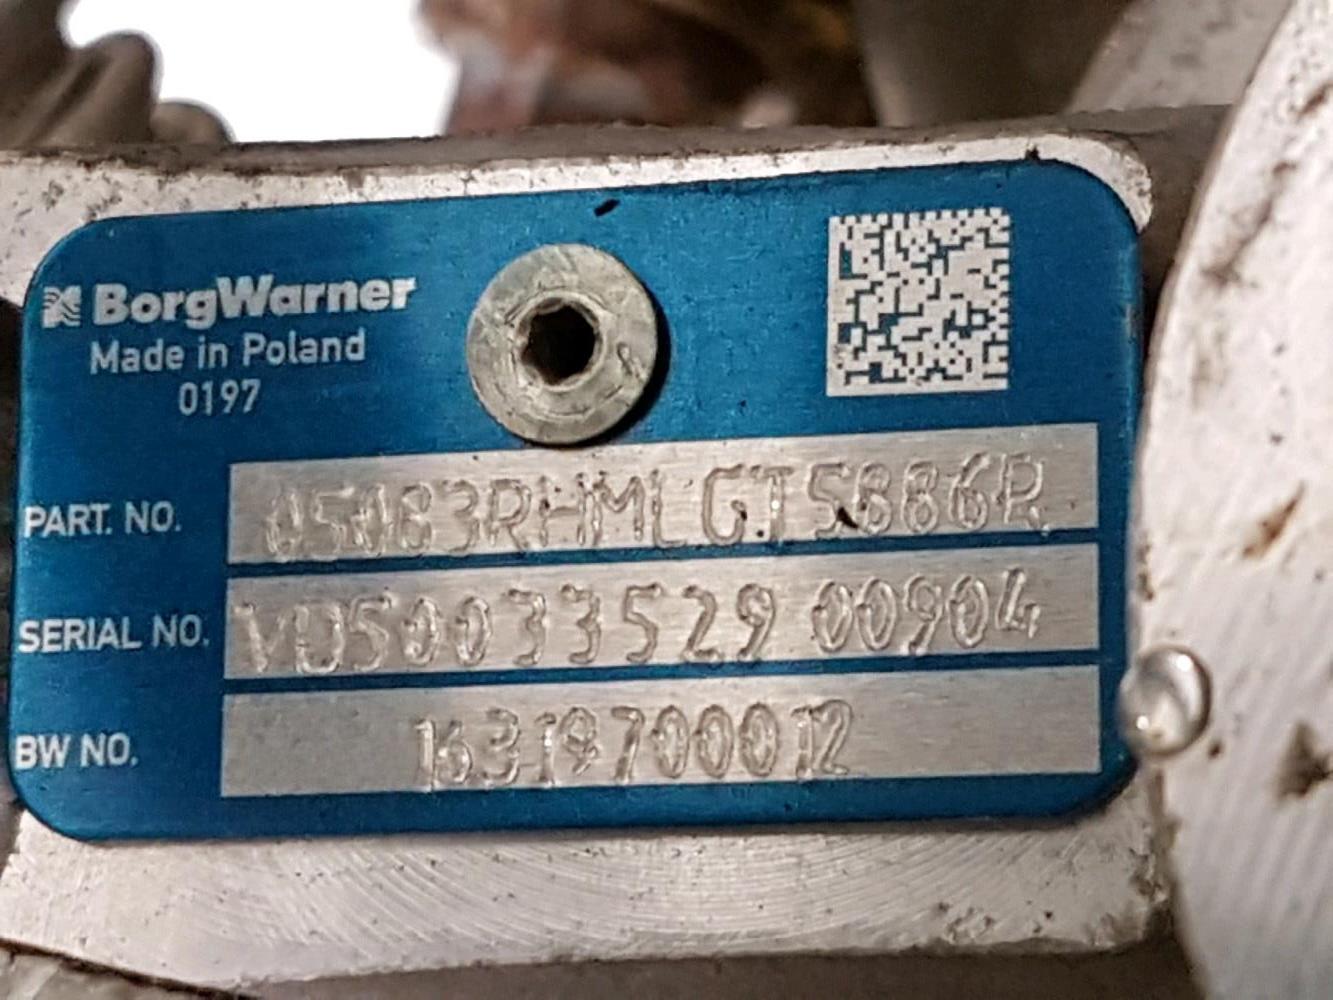 BorgWarner
Made in Poland
0197
PART. NO. 05083RHMLGT5886R
SERIAL NO. VD50033529 00904
BW NO. 16319700012